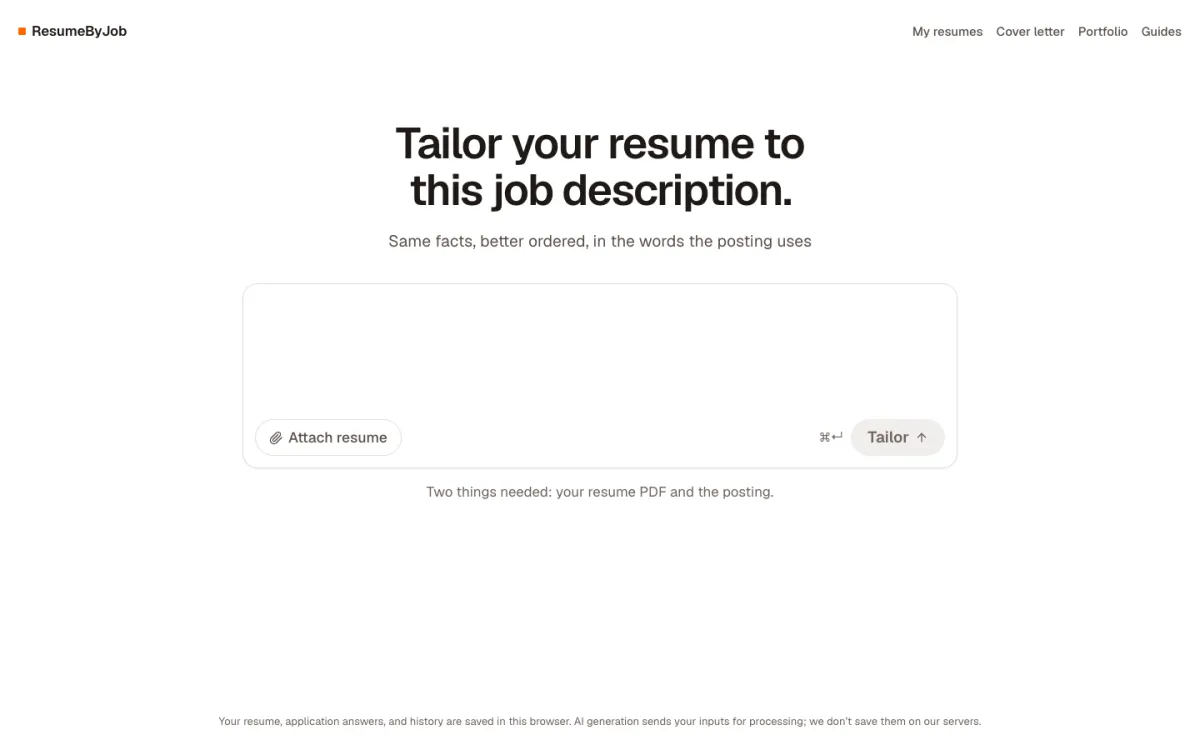 ResumeByJob
My resumes
Cover letter
Portfolio
Guides
Tailor your resume to
this job description.
Same facts, better ordered, in the words the posting uses
Attach resume
⌘↵
Tailor ↑
Two things needed: your resume PDF and the posting.
Your resume, application answers, and history are saved in this browser. AI generation sends your inputs for processing; we don't save them on our servers.